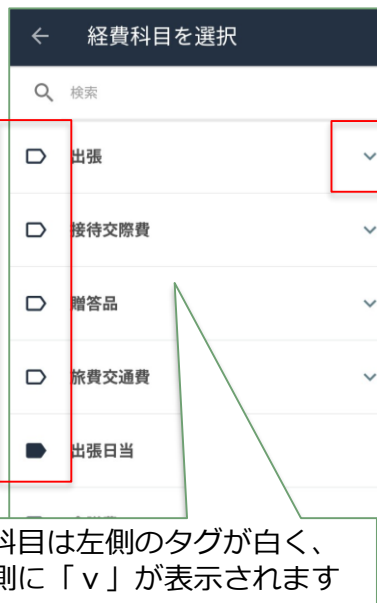 経費科目を選択
検索
出張
接待交際費
贈答品
旅費交通費
出張日当
科目は左側のタグが白く、
側に「ｖ」が表示されます